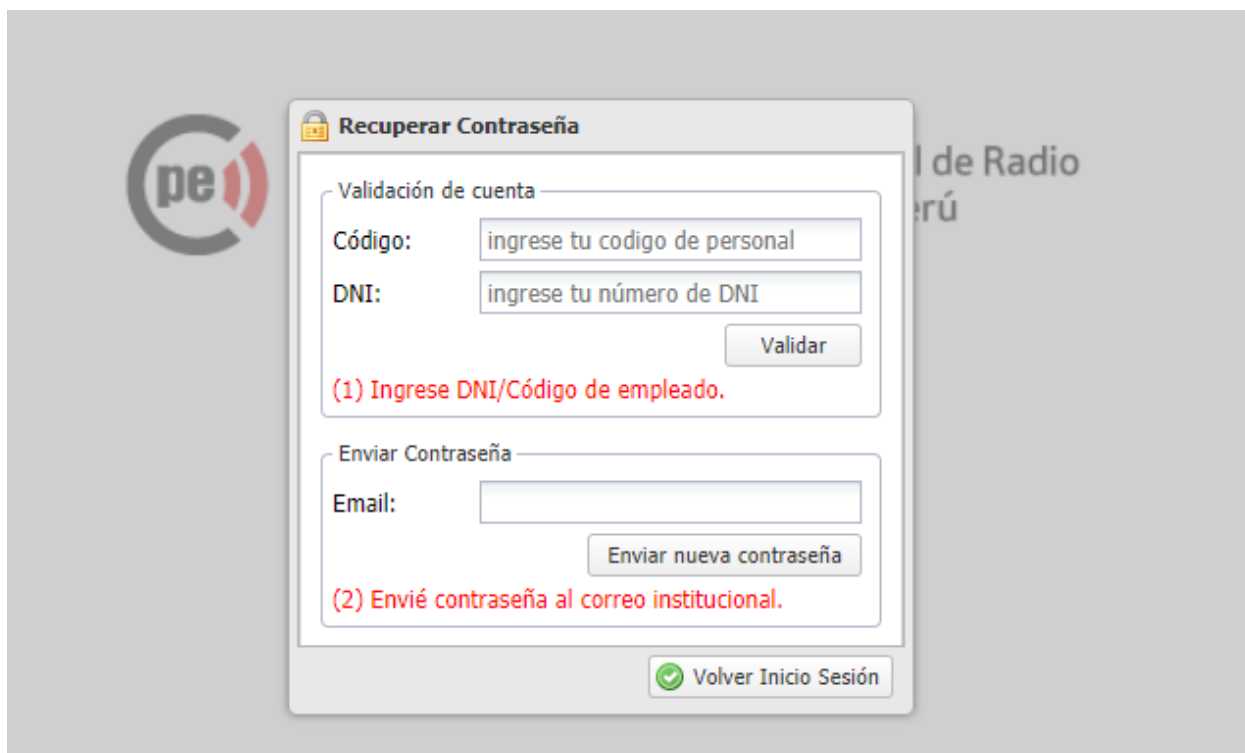 Recuperar Contraseña
pe
l de Radio
erú
Validación de cuenta
Código: ingrese tu codigo de personal
DNI: ingrese tu número de DNI
Validar
(1) Ingrese DNI/Código de empleado.
Enviar Contraseña
Email:
Enviar nueva contraseña
(2) Envié contraseña al correo institucional.
Volver Inicio Sesión